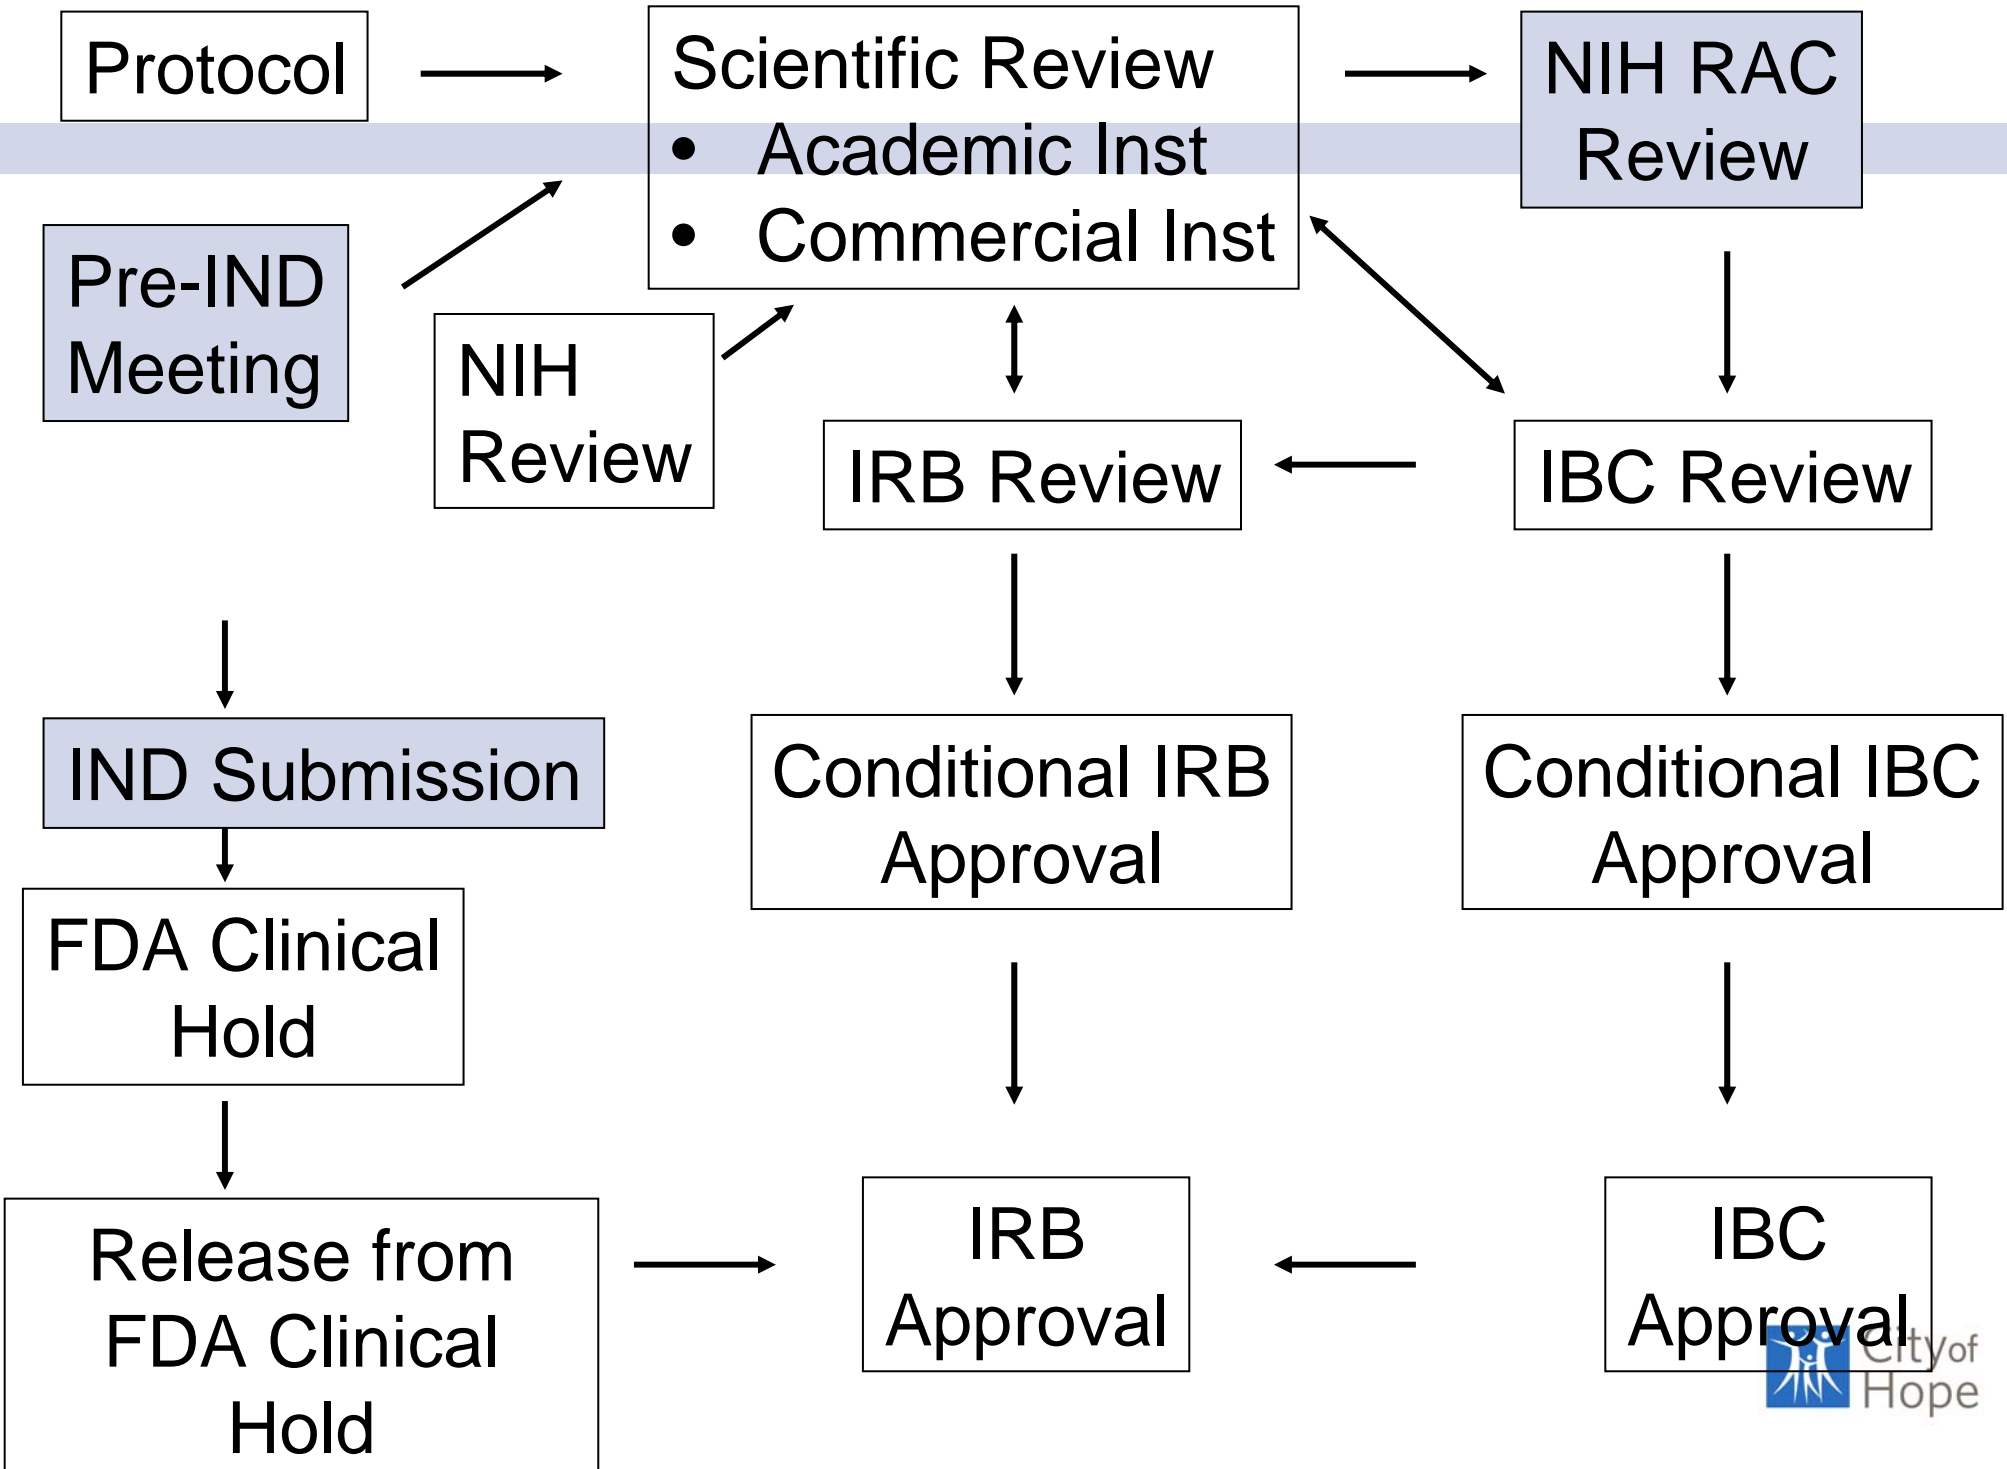 Protocol
Scientific Review
• Academic Inst
• Commercial Inst
NIH RAC
Review
Pre-IND
Meeting
NIH
Review
IRB Review
IBC Review
IND Submission
Conditional IRB
Approval
Conditional IBC
Approval
FDA Clinical
Hold
Release from
FDA Clinical
Hold
IRB
Approval
IBC
Approval
City of
Hope